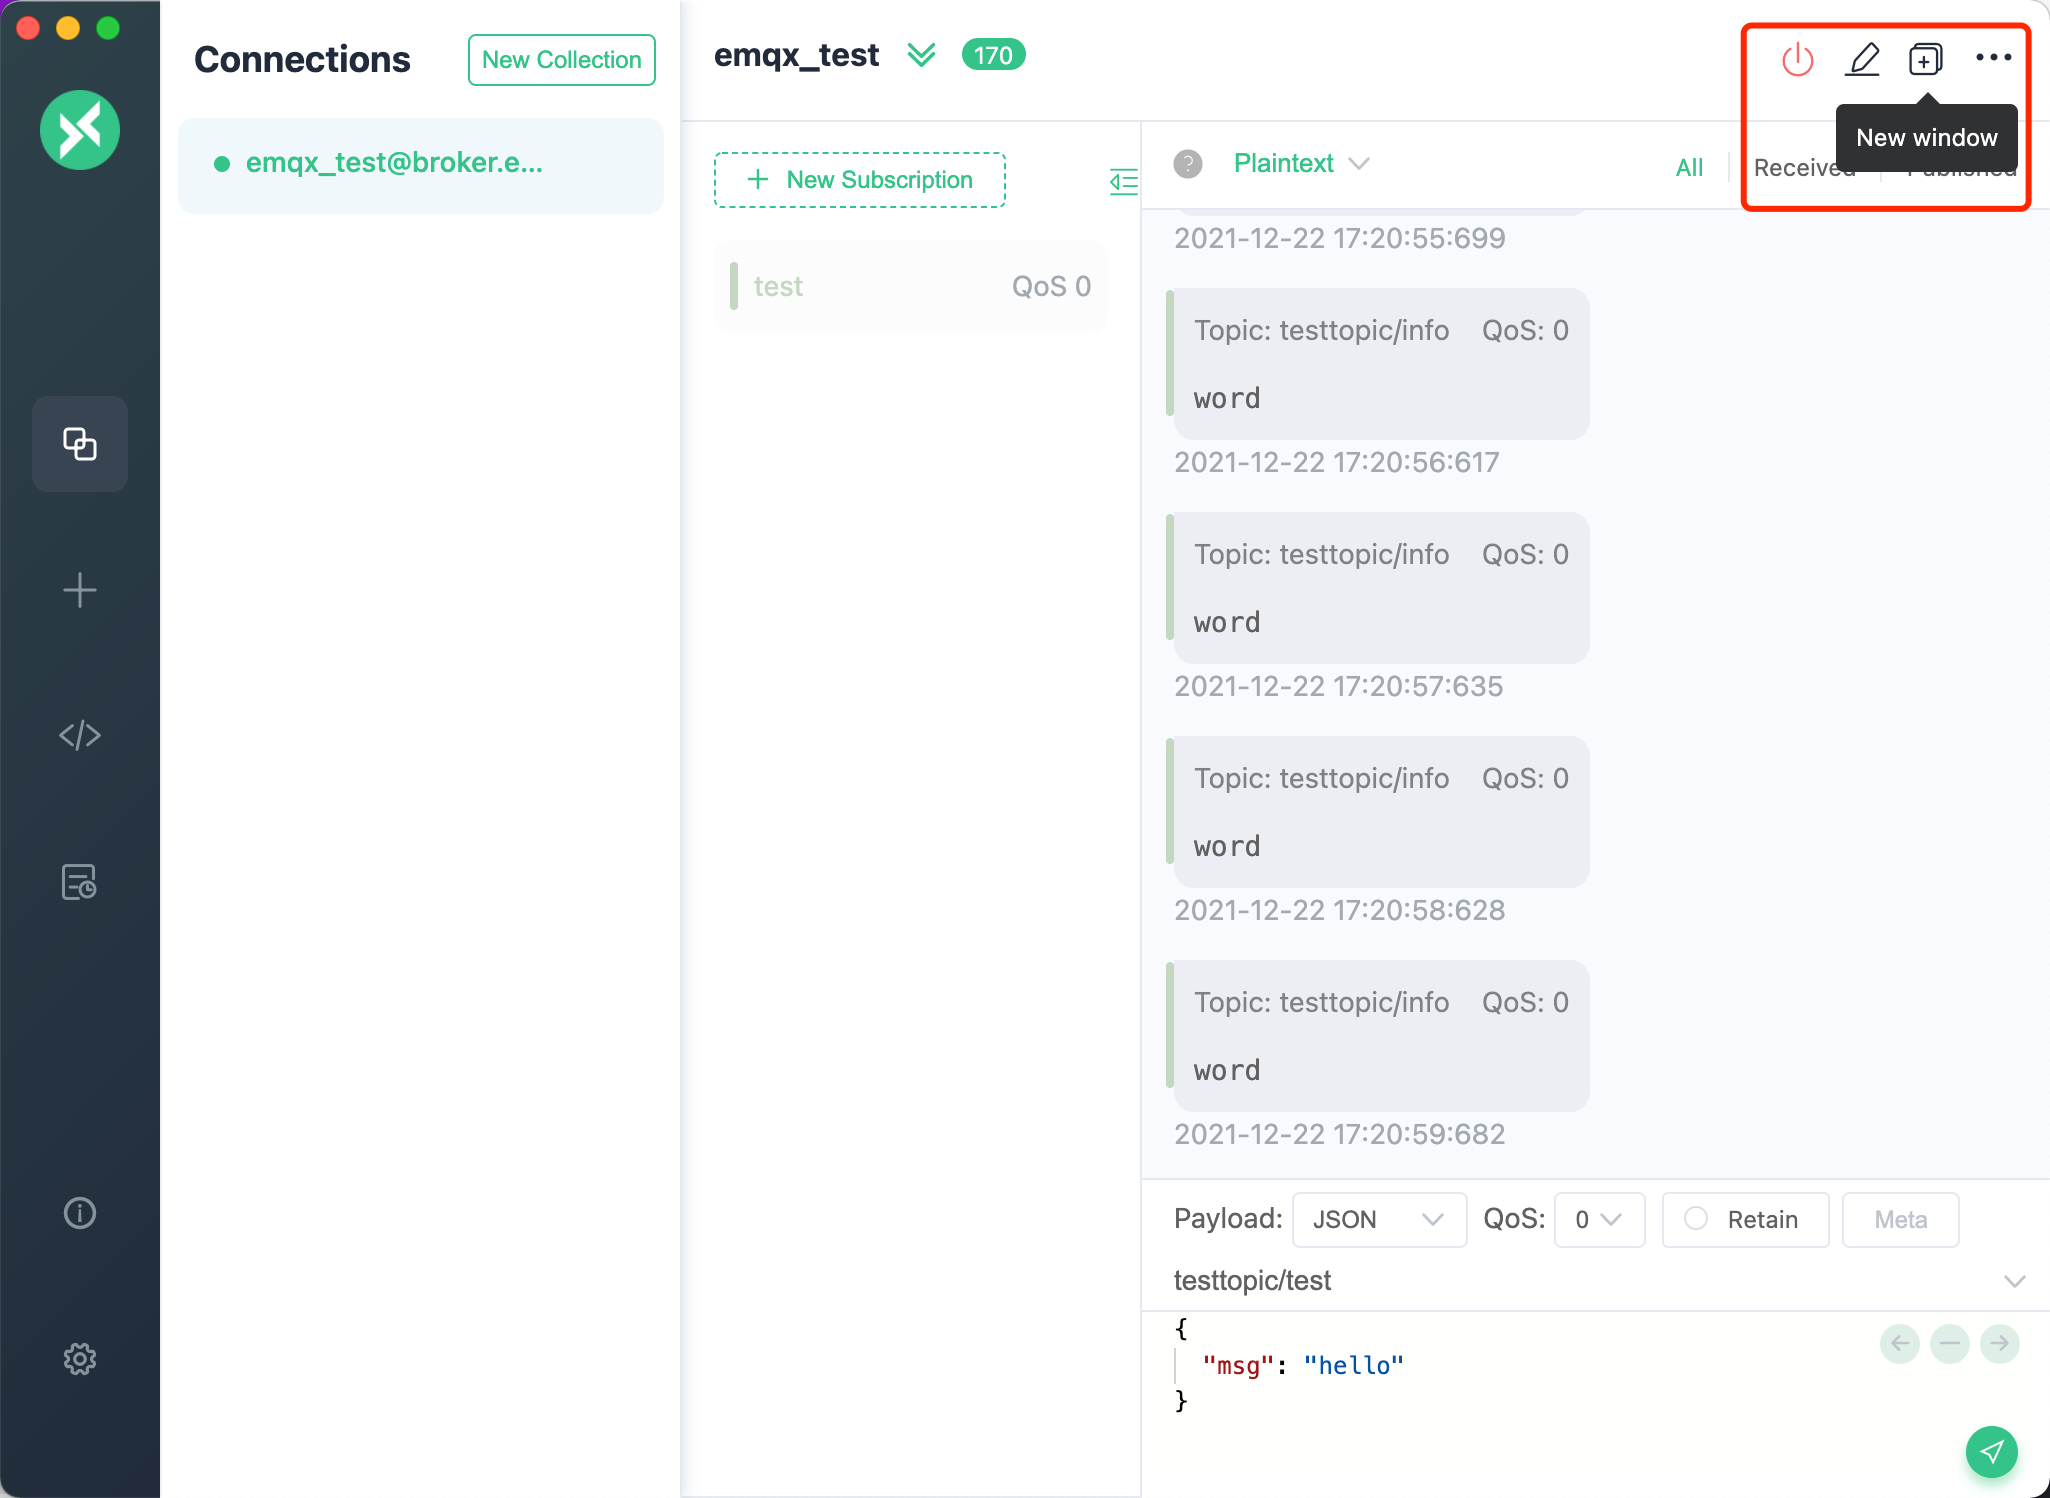 Connections
New Collection
emqx_test@broker.e...
emqx_test
170
New window
New Subscription
test
QoS 0
Plaintext
All
Received
Published
2021-12-22 17:20:55:699
Topic: testtopic/info QoS: 0
word
2021-12-22 17:20:56:617
Topic: testtopic/info QoS: 0
word
2021-12-22 17:20:57:635
Topic: testtopic/info QoS: 0
word
2021-12-22 17:20:58:628
Topic: testtopic/info QoS: 0
word
2021-12-22 17:20:59:682
Payload: JSON QoS: 0 Retain Meta
testtopic/test
{
"msg": "hello"
}